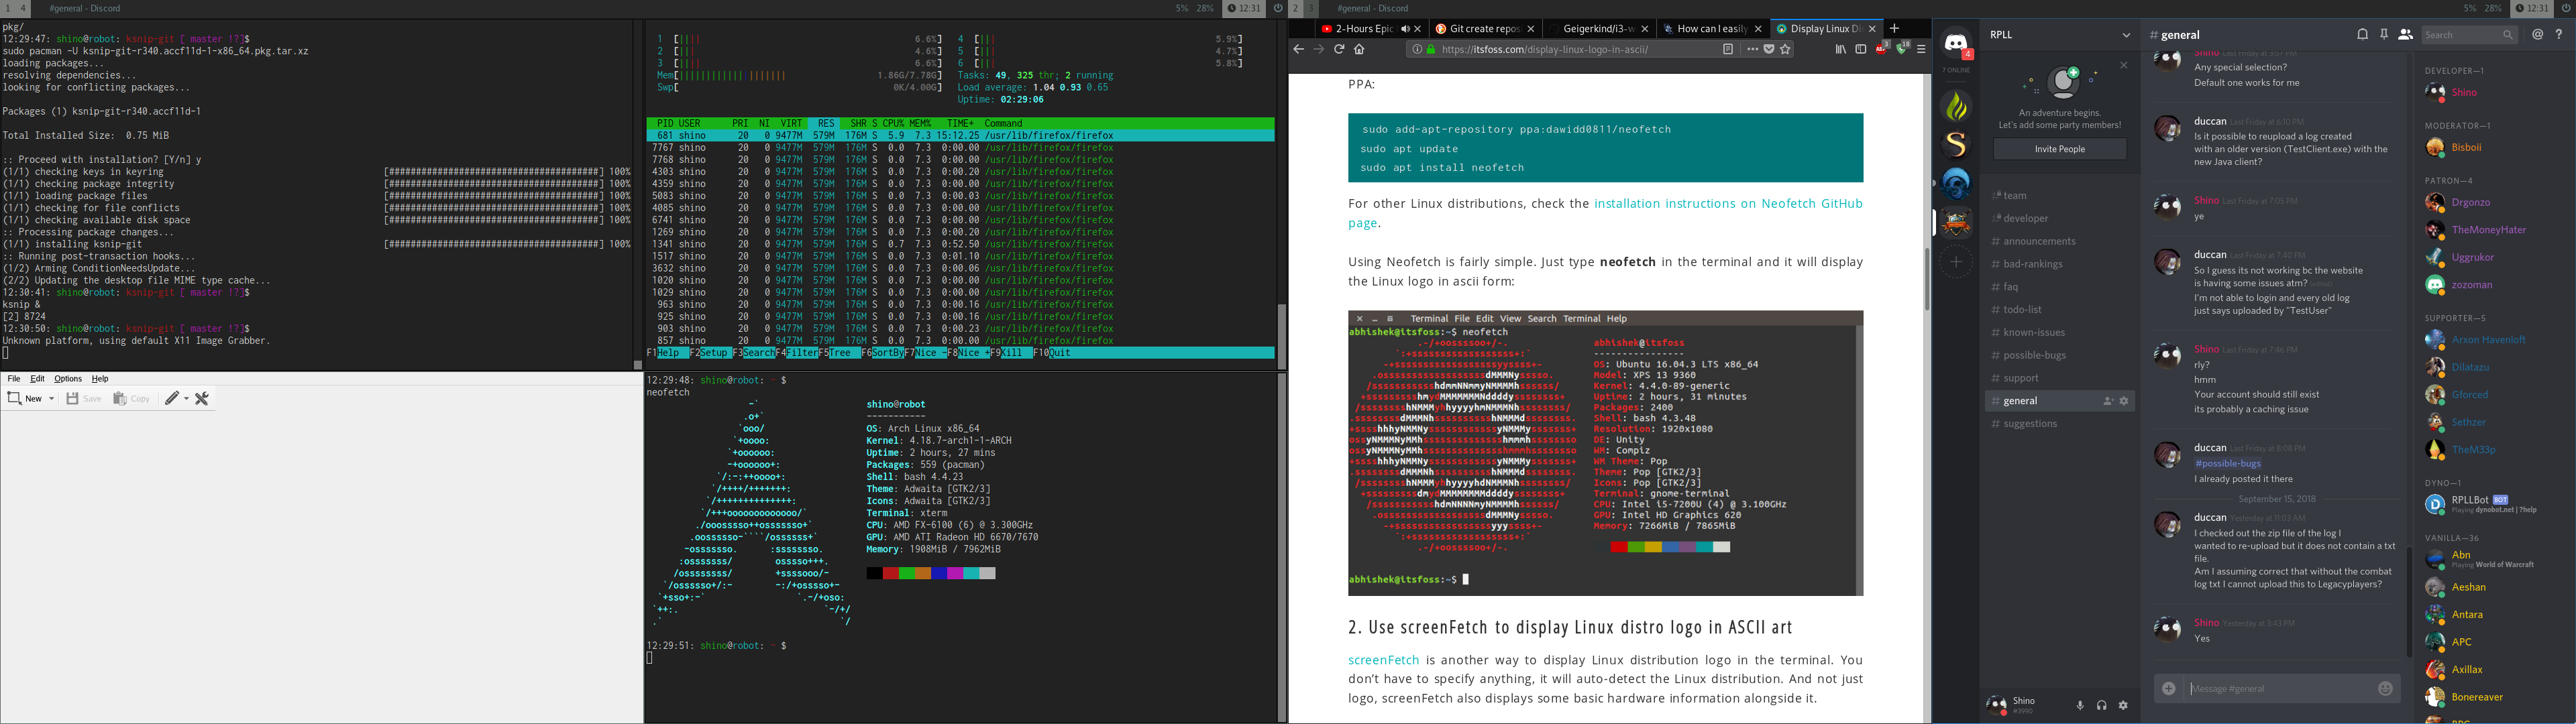 1 4 #general - Discord 5% 28% 12:31
pkg/
12:29:47: shino@robot: ksnip-git [ master !?]$
sudo pacman -U ksnip-git-r340.accf11d-1-x86_64.pkg.tar.xz
loading packages...
resolving dependencies...
looking for conflicting packages...
Packages (1) ksnip-git-r340.accf11d-1
Total Installed Size:  0.75 MiB
:: Proceed with installation? [Y/n] y
(1/1) checking keys in keyring [########################################] 100%
(1/1) checking package integrity [########################################] 100%
(1/1) loading package files [########################################] 100%
(1/1) checking for file conflicts [########################################] 100%
(1/1) checking available disk space [########################################] 100%
:: Processing package changes...
(1/1) installing ksnip-git [########################################] 100%
:: Running post-transaction hooks...
(1/2) Arming ConditionNeedsUpdate...
(2/2) Updating the desktop file MIME type cache...
12:30:41: shino@robot: ksnip-git [ master !?]$
ksnip &
[2] 8724
12:30:50: shino@robot: ksnip-git [ master !?]$
Unknown platform, using default X11 Image Grabber.
File Edit Options Help
New Save Copy
1 [|||| 6.6%] 4 [||| 5.9%]
2 [|||| 4.6%] 5 [||| 4.7%]
3 [|||| 6.6%] 6 [||| 5.8%]
Mem[ 1.86G/7.78G] Tasks: 49, 325 thr; 2 running
Swp[ 0K/4.00G] Load average: 1.04 0.93 0.65
Uptime: 02:29:06
PID USER PRI NI VIRT RES SHR S CPU% MEM% TIME+ Command
681 shino 20 0 9477M 579M 176M S 5.9 7.3 15:12.25 /usr/lib/firefox/firefox
7767 shino 20 0 9477M 579M 176M S 0.0 7.3 0:00.00 /usr/lib/firefox/firefox
7768 shino 20 0 9477M 579M 176M S 0.0 7.3 0:00.00 /usr/lib/firefox/firefox
4303 shino 20 0 9477M 579M 176M S 0.0 7.3 0:00.20 /usr/lib/firefox/firefox
4359 shino 20 0 9477M 579M 176M S 0.0 7.3 0:00.00 /usr/lib/firefox/firefox
5083 shino 20 0 9477M 579M 176M S 0.0 7.3 0:00.03 /usr/lib/firefox/firefox
4085 shino 20 0 9477M 579M 176M S 0.0 7.3 0:00.00 /usr/lib/firefox/firefox
6741 shino 20 0 9477M 579M 176M S 0.0 7.3 0:00.00 /usr/lib/firefox/firefox
1269 shino 20 0 9477M 579M 176M S 0.0 7.3 0:00.20 /usr/lib/firefox/firefox
1341 shino 20 0 9477M 579M 176M S 0.7 7.3 0:52.50 /usr/lib/firefox/firefox
1517 shino 20 0 9477M 579M 176M S 0.0 7.3 0:01.10 /usr/lib/firefox/firefox
3632 shino 20 0 9477M 579M 176M S 0.0 7.3 0:00.06 /usr/lib/firefox/firefox
1020 shino 20 0 9477M 579M 176M S 0.0 7.3 0:00.00 /usr/lib/firefox/firefox
1029 shino 20 0 9477M 579M 176M S 0.0 7.3 0:00.00 /usr/lib/firefox/firefox
963 shino 20 0 9477M 579M 176M S 0.0 7.3 0:00.16 /usr/lib/firefox/firefox
925 shino 20 0 9477M 579M 176M S 0.0 7.3 0:00.16 /usr/lib/firefox/firefox
903 shino 20 0 9477M 579M 176M S 0.0 7.3 0:00.23 /usr/lib/firefox/firefox
857 shino 20 0 9477M 579M 176M S 0.0 7.3 0:00.00 /usr/lib/firefox/firefox
F1Help F2Setup F3SearchF4FilterF5Tree F6SortByF7Nice -F8Nice +F9Kill F10Quit
12:29:48: shino@robot: ~ $
neofetch
shino@robot
-----------
OS: Arch Linux x86_64
Kernel: 4.18.7-arch1-1-ARCH
Uptime: 2 hours, 27 mins
Packages: 559 (pacman)
Shell: bash 4.4.23
Theme: Adwaita [GTK2/3]
Icons: Adwaita [GTK2/3]
Terminal: xterm
CPU: AMD FX-6100 (6) @ 3.300GHz
GPU: AMD ATI Radeon HD 6670/7670
Memory: 1908MiB / 7962MiB
12:29:51: shino@robot: ~ $
2 3 #general - Discord 5% 28% 12:31
2-Hours Epic Git create repos Geigerkind/i3-w How can I easily Display Linux Di
https://itsfoss.com/display-linux-logo-in-ascii/
PPA:
sudo add-apt-repository ppa:dawidd0811/neofetch
sudo apt update
sudo apt install neofetch
For other Linux distributions, check the installation instructions on Neofetch GitHub
page.
Using Neofetch is fairly simple. Just type neofetch in the terminal and it will display
the Linux logo in ascii form:
Terminal File Edit View Search Terminal Help
abhishek@itsfoss:~$ neofetch
abhishek@itsfoss
----------------
OS: Ubuntu 16.04.3 LTS x86_64
Model: XPS 13 9360
Kernel: 4.4.0-89-generic
Uptime: 2 hours, 31 minutes
Packages: 2400
Shell: bash 4.3.48
Resolution: 1920x1080
DE: Unity
WM: Compiz
WM Theme: Pop
Theme: Pop [GTK2/3]
Icons: Pop [GTK2/3]
Terminal: gnome-terminal
CPU: Intel i5-7200U (4) @ 3.100GHz
GPU: Intel HD Graphics 620
Memory: 7266MiB / 7865MiB
abhishek@itsfoss:~$
2. Use screenFetch to display Linux distro logo in ASCII art
screenFetch is another way to display Linux distribution logo in the terminal. You
don't have to specify anything, it will auto-detect the Linux distribution. And not just
logo, screenFetch also displays some basic hardware information alongside it.
4
7 ONLINE
RPLL
An adventure begins.
Let's add some party members!
Invite People
team
developer
# announcements
# bad-rankings
# faq
# todo-list
# known-issues
# possible-bugs
# support
# general
# suggestions
Shino
#3990
# general
Search
Shino Last Friday at 3:57 PM
Any special selection?
Default one works for me
duccan Last Friday at 6:10 PM
Is it possible to reupload a log created
with an older version (TestClient.exe) with the
new Java client?
Shino Last Friday at 7:05 PM
ye
duccan Last Friday at 7:40 PM
So I guess its not working bc the website
is having some issues atm? (edited)
I'm not able to login and every old log
just says uploaded by "TestUser"
Shino Last Friday at 7:46 PM
rly?
hmm
Your account should still exist
its probably a caching issue
duccan Last Friday at 8:08 PM
#possible-bugs
I already posted it there
September 15, 2018
duccan Yesterday at 11:03 AM
I checked out the zip file of the log I
wanted to re-upload but it does not contain a txt
file.
Am I assuming correct that without the combat
log txt I cannot upload this to Legacyplayers?
Shino Yesterday at 3:43 PM
Yes
Message #general
DEVELOPER—1
Shino
MODERATOR—1
Bisboii
PATRON—4
Drgonzo
TheMoneyHater
Uggrukor
zozoman
SUPPORTER—5
Arxon Havenloft
Dilatazu
Gforced
Sethzer
TheM33p
DYNO—1
RPLLBot BOT
Playing dynobot.net | ?help
VANILLA—36
Abn
Playing World of Warcraft
Aeshan
Antara
APC
Axillax
Bonereaver